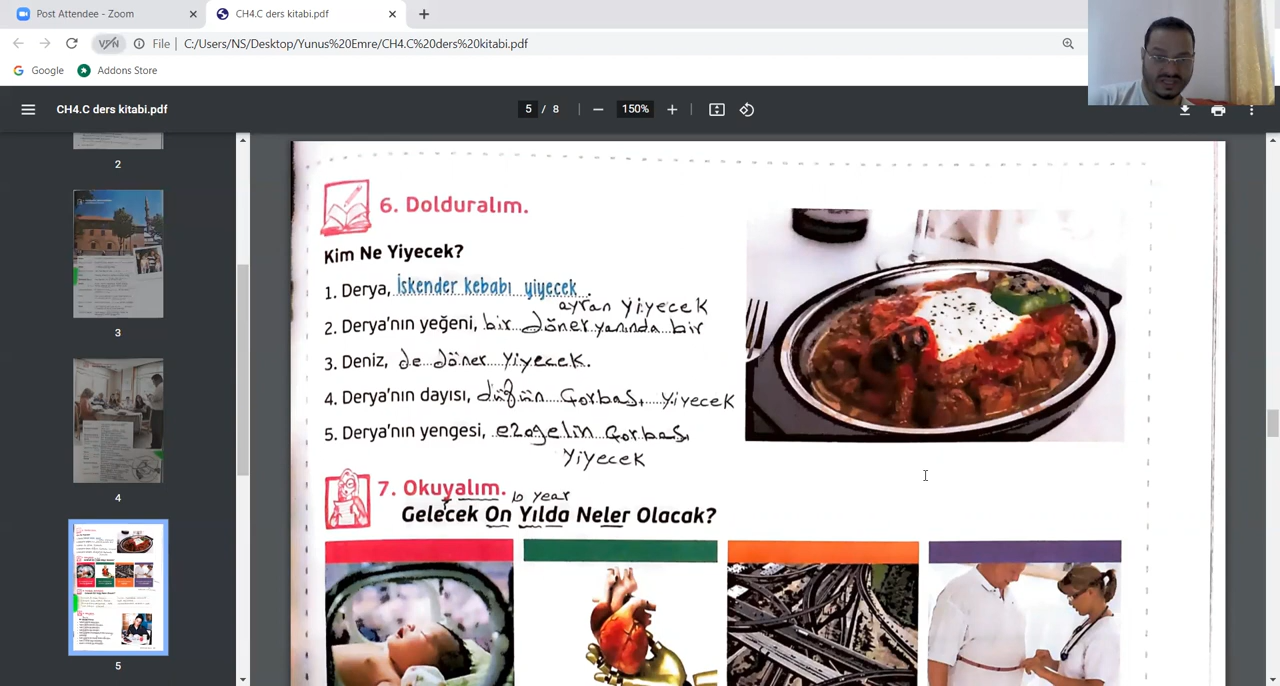 Post Attendee - Zoom
CH4.C ders kitabi.pdf
VPN
File
C:/Users/NS/Desktop/Yunus%20Emre/CH4.C%20ders%20kitabi.pdf
Google
Addons Store
CH4.C ders kitabi.pdf
5 / 8
150%
2
3
4
5
6. Dolduralım.
Kim Ne Yiyecek?
1. Derya, İskender kebabı yiyecek.
ayran yiyecek
2. Derya'nın yeğeni, bir döner yanında bir
3. Deniz, de döner yiyecek.
4. Derya'nın dayısı, düğün çorbası yiyecek
5. Derya'nın yengesi, ezogelin çorbası
yiyecek
7. Okuyalım.
10 year
Gelecek On Yılda Neler Olacak?